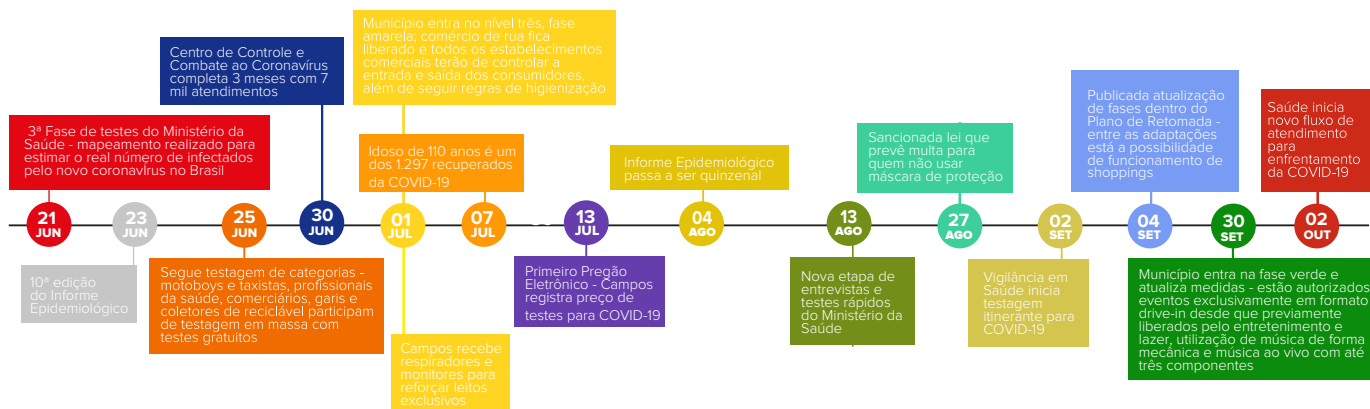 3ª Fase de testes do Ministério da
Saúde - mapeamento realizado para
estimar o real número de infectados
pelo novo coronavírus no Brasil
21
JUN
23
JUN
10ª edição
do Informe
Epidemiológico
25
JUN
Segue testagem de categorias -
motoboys e taxistas, profissionais
da saúde, comerciários, garis e
coletores de reciclável participam
de testagem em massa com
testes gratuitos
Centro de Controle e
Combate ao Coronavírus
completa 3 meses com 7
mil atendimentos
30
JUN
Município entra no nível três, fase
amarela; comércio de rua fica
liberado e todos os estabelecimentos
comerciais terão de controlar a
entrada e saída dos consumidores,
além de seguir regras de higienização
01
JUL
Campos recebe
respiradores e
monitores para
reforçar leitos
exclusivos
Idoso de 110 anos é um
dos 1.297 recuperados
da COVID-19
07
JUL
13
JUL
Primeiro Pregão
Eletrônico - Campos
registra preço de
testes para COVID-19
Informe Epidemiológico
passa a ser quinzenal
04
AGO
13
AGO
Nova etapa de
entrevistas e
testes rápidos
do Ministério da
Saúde
Sancionada lei que
prevê multa para
quem não usar
máscara de proteção
27
AGO
02
SET
Vigilância em
Saúde inicia
testagem
itinerante para
COVID-19
Publicada atualização
de fases dentro do
Plano de Retomada -
entre as adaptações
está a possibilidade
de funcionamento de
shoppings
04
SET
30
SET
Município entra na fase verde e
atualiza medidas - estão autorizados
eventos exclusivamente em formato
drive-in desde que previamente
liberados pelo entretenimento e
lazer, utilização de música de forma
mecânica e música ao vivo com até
três componentes
Saúde inicia
novo fluxo de
atendimento
para
enfrentamento
da COVID-19
02
OUT